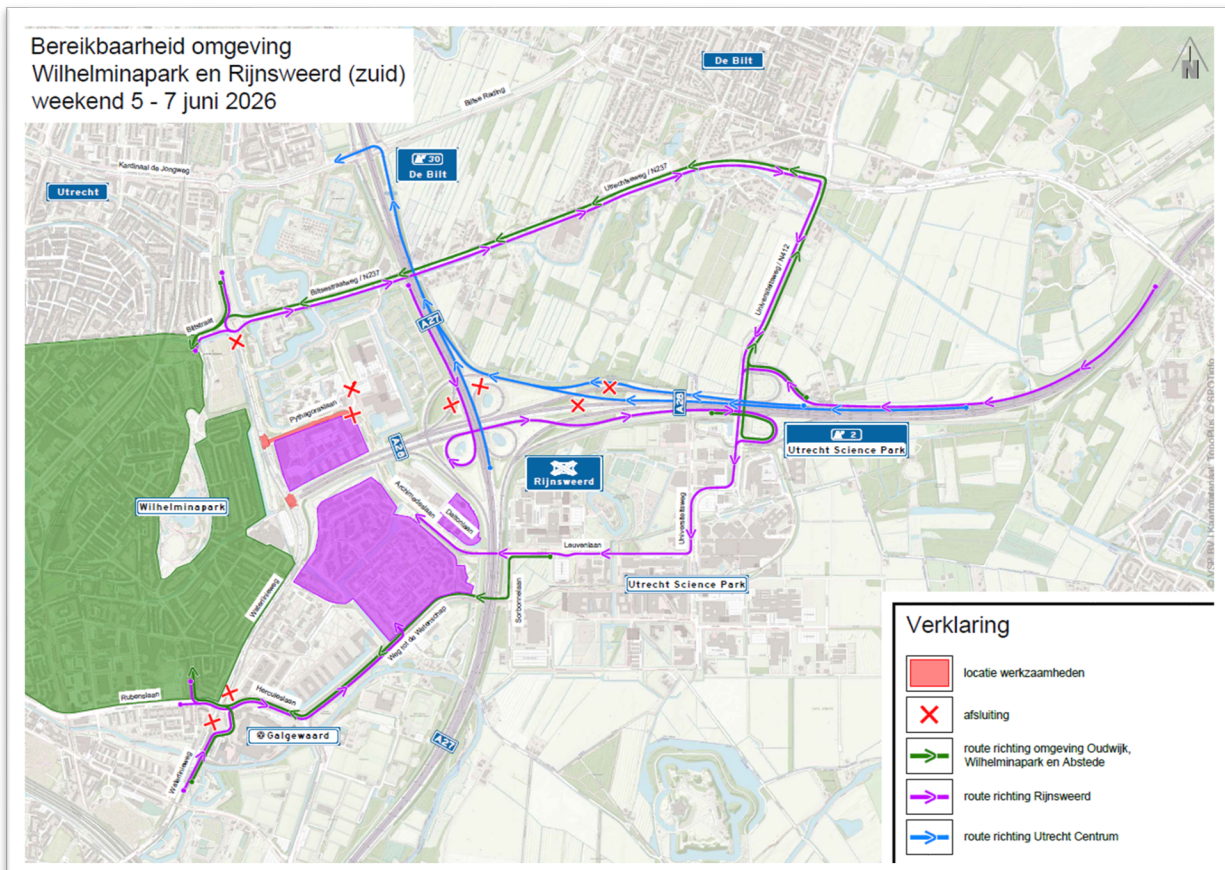 Bereikbaarheid omgeving
Wilhelminapark en Rijnsweerd (zuid)
weekend 5 - 7 juni 2026
De Bilt
N
Biltse Rading
Kardinaal de Jongweg
30
De Bilt
Utrecht
Utrechtseweg / N237
Biltsestraatweg / N237
Universiteitsweg / N412
Biltstraat
A27
A28
Pythagoraslaan
A28
2
Utrecht Science Park
Rijnsweerd
Wilhelminapark
Archimedeslaan
Daltonlaan
Universiteitsweg
Leuvenlaan
Utrecht Science Park
Waterlinieweg
Sorbonnelaan
Weg tot de Wetenschap
Rubenslaan
Herculeslaan
Galgewaard
A27
Waterlinieweg
Verklaring
locatie werkzaamheden
afsluiting
route richting omgeving Oudwijk,
Wilhelminapark en Abstede
route richting Rijnsweerd
route richting Utrecht Centrum